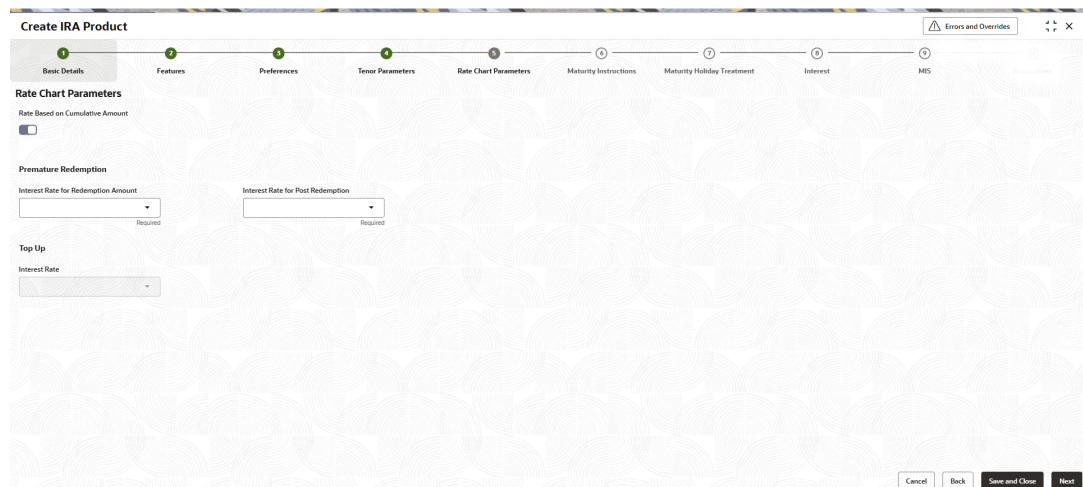 Create IRA Product
Errors and Overrides
1 2 3 4 5 6 7 8 9
Basic Details Features Preferences Tenor Parameters Rate Chart Parameters Maturity Instructions Maturity Holiday Treatment Interest MIS
Rate Chart Parameters
Rate Based on Cumulative Amount
Premature Redemption
Interest Rate for Redemption Amount Interest Rate for Post Redemption
Required Required
Top Up
Interest Rate
Cancel Back Save and Close Next